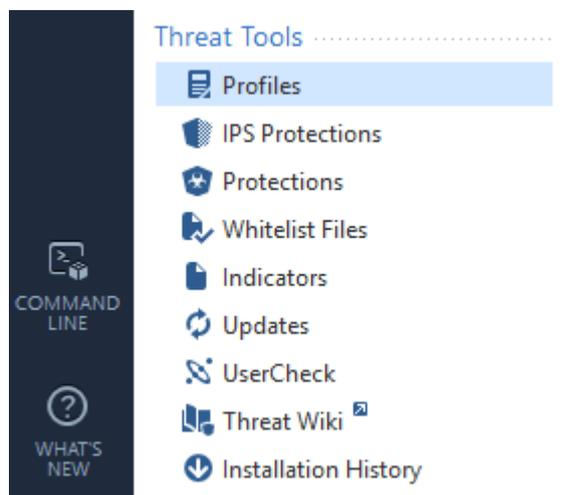 Threat Tools
Profiles
IPS Protections
Protections
Whitelist Files
Indicators
Updates
UserCheck
Threat Wiki
Installation History
COMMAND
LINE
WHAT'S
NEW